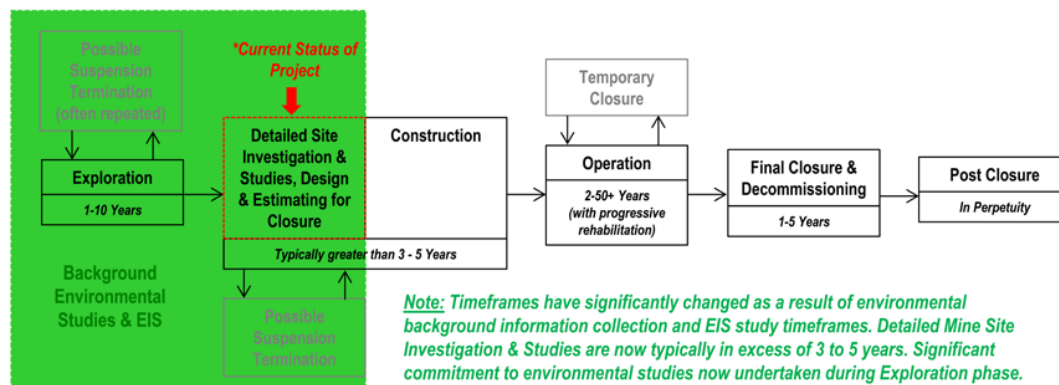 Possible
Suspension
Termination
(often repeated)
*Current Status of
Project
Exploration
1-10 Years
Detailed Site
Investigation &
Studies, Design
& Estimating for
Closure
Construction
Typically greater than 3 - 5 Years
Temporary
Closure
Operation
2-50+ Years
(with progressive
rehabilitation)
Final Closure &
Decommissioning
1-5 Years
Post Closure
In Perpetuity
Background
Environmental
Studies & EIS
Possible
Suspension
Termination
Note: Timeframes have significantly changed as a result of environmental
background information collection and EIS study timeframes. Detailed Mine Site
Investigation & Studies are now typically in excess of 3 to 5 years. Significant
commitment to environmental studies now undertaken during Exploration phase.